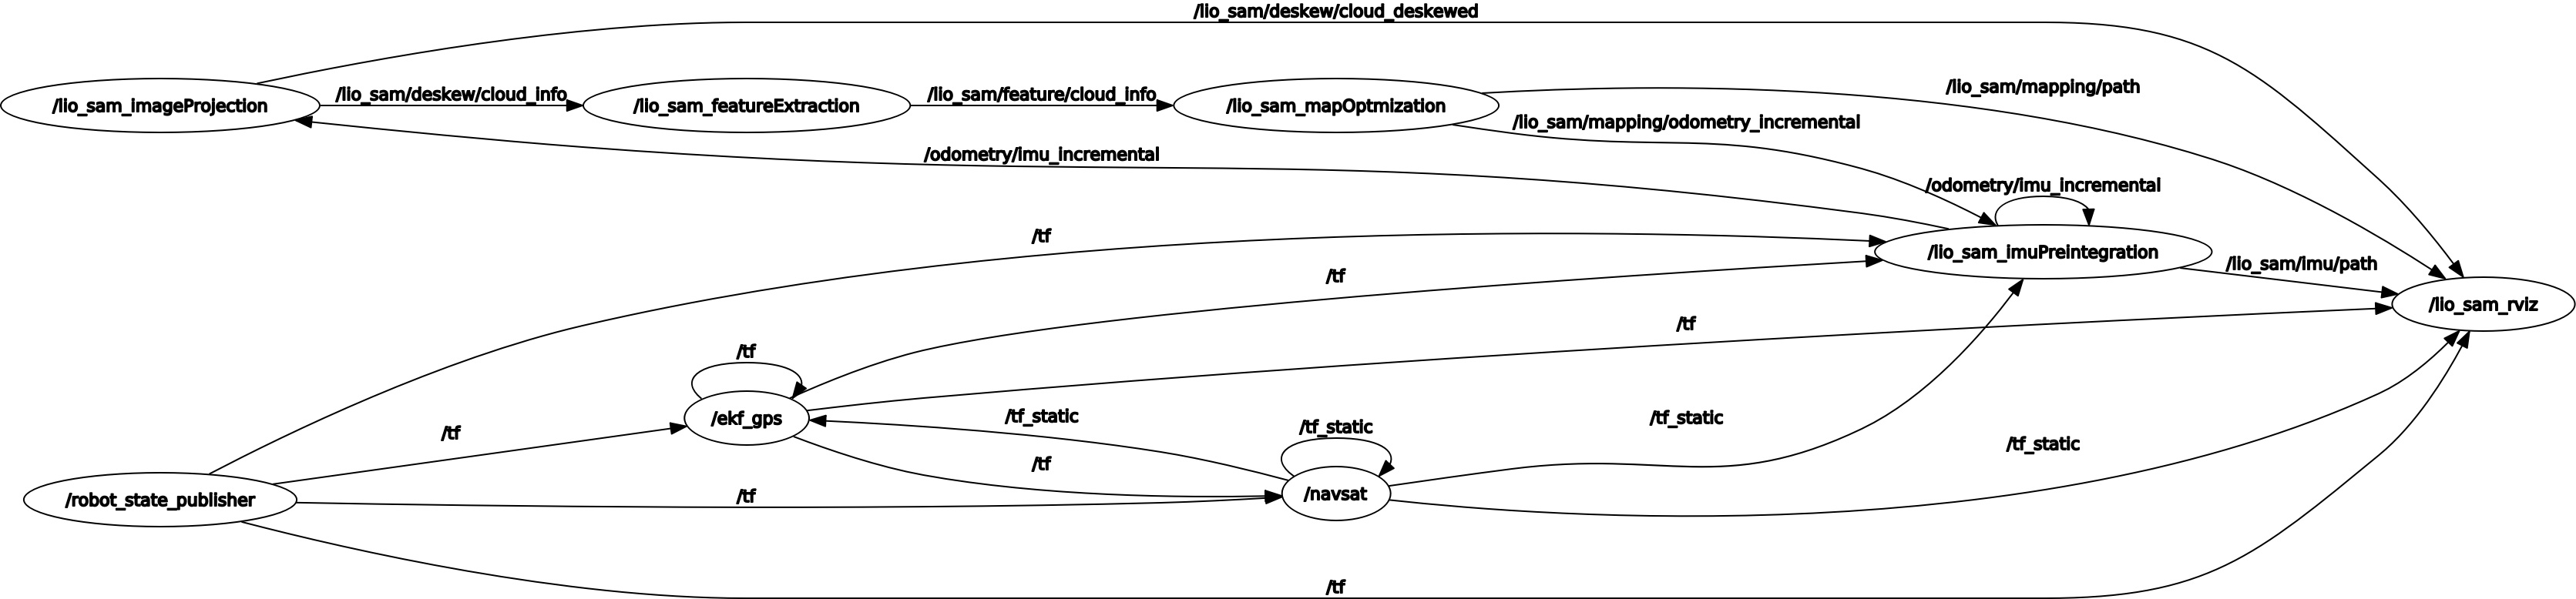 /lio_sam/deskew/cloud_deskewed
/lio_sam/mapping/path
/lio_sam/deskew/cloud_info
/lio_sam/feature/cloud_info
/lio_sam_imageProjection
/lio_sam_featureExtraction
/lio_sam_mapOptmization
/lio_sam/mapping/odometry_incremental
/odometry/imu_incremental
/odometry/imu_incremental
/tf
/lio_sam_imuPreintegration
/lio_sam/imu/path
/tf
/lio_sam_rviz
/tf
/tf
/ekf_gps
/tf_static
/tf_static
/tf_static
/tf
/tf_static
/tf
/robot_state_publisher
/tf
/navsat
/tf